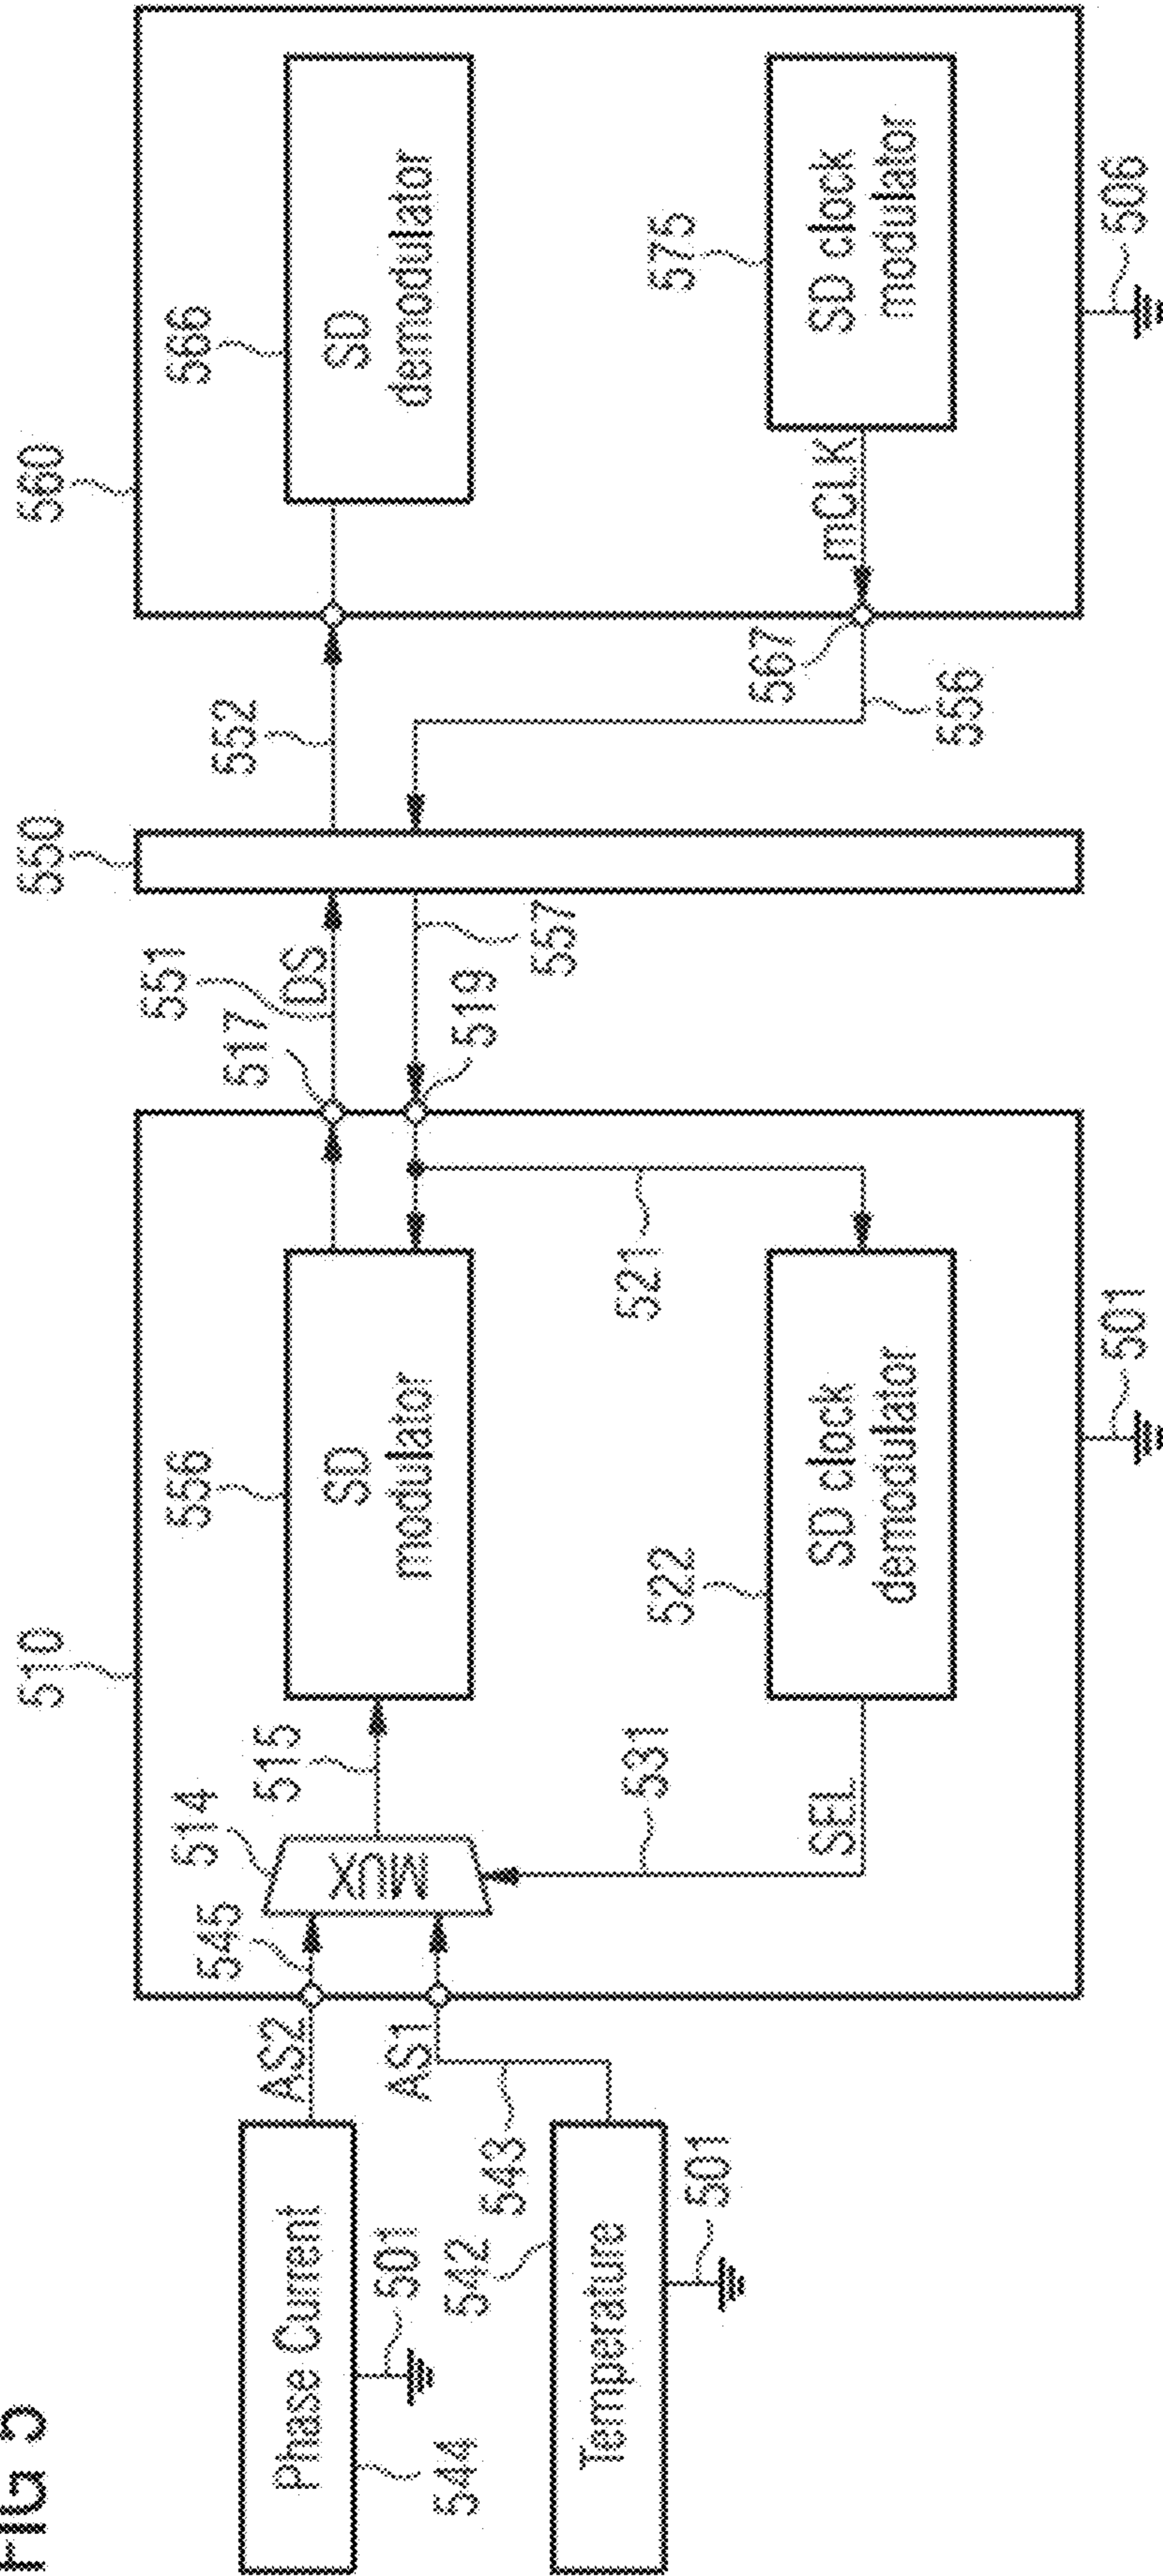 FIG 5
510
550
560
544
Phase Current
501
542
Temperature
501
AS2
AS1
543
545
514
MUX
515
531
SEL
556
SD
modulator
522
SD clock
demodulator
521
501
517
519
551
DS
557
552
556
567
mCLK
566
SD
demodulator
575
SD clock
modulator
506